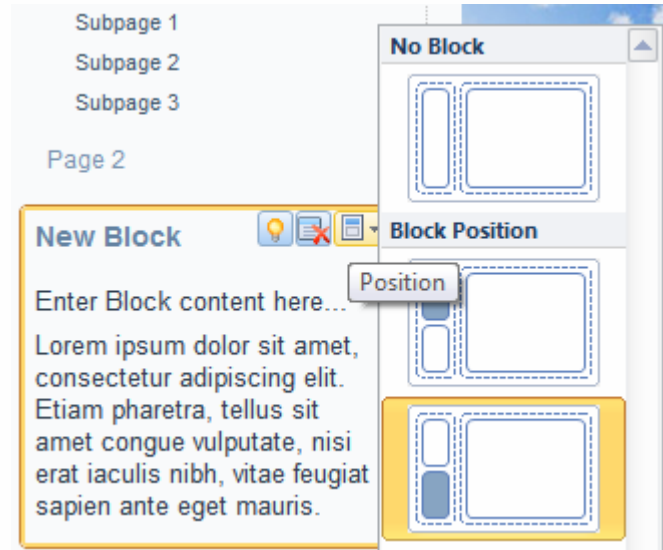 Subpage 1
Subpage 2
Subpage 3
Page 2
No Block
New Block
Block Position
Position
Enter Block content here...
Lorem ipsum dolor sit amet,
consectetur adipiscing elit.
Etiam pharetra, tellus sit
amet congue vulputate, nisi
erat iaculis nibh, vitae feugiat
sapien ante eget mauris.